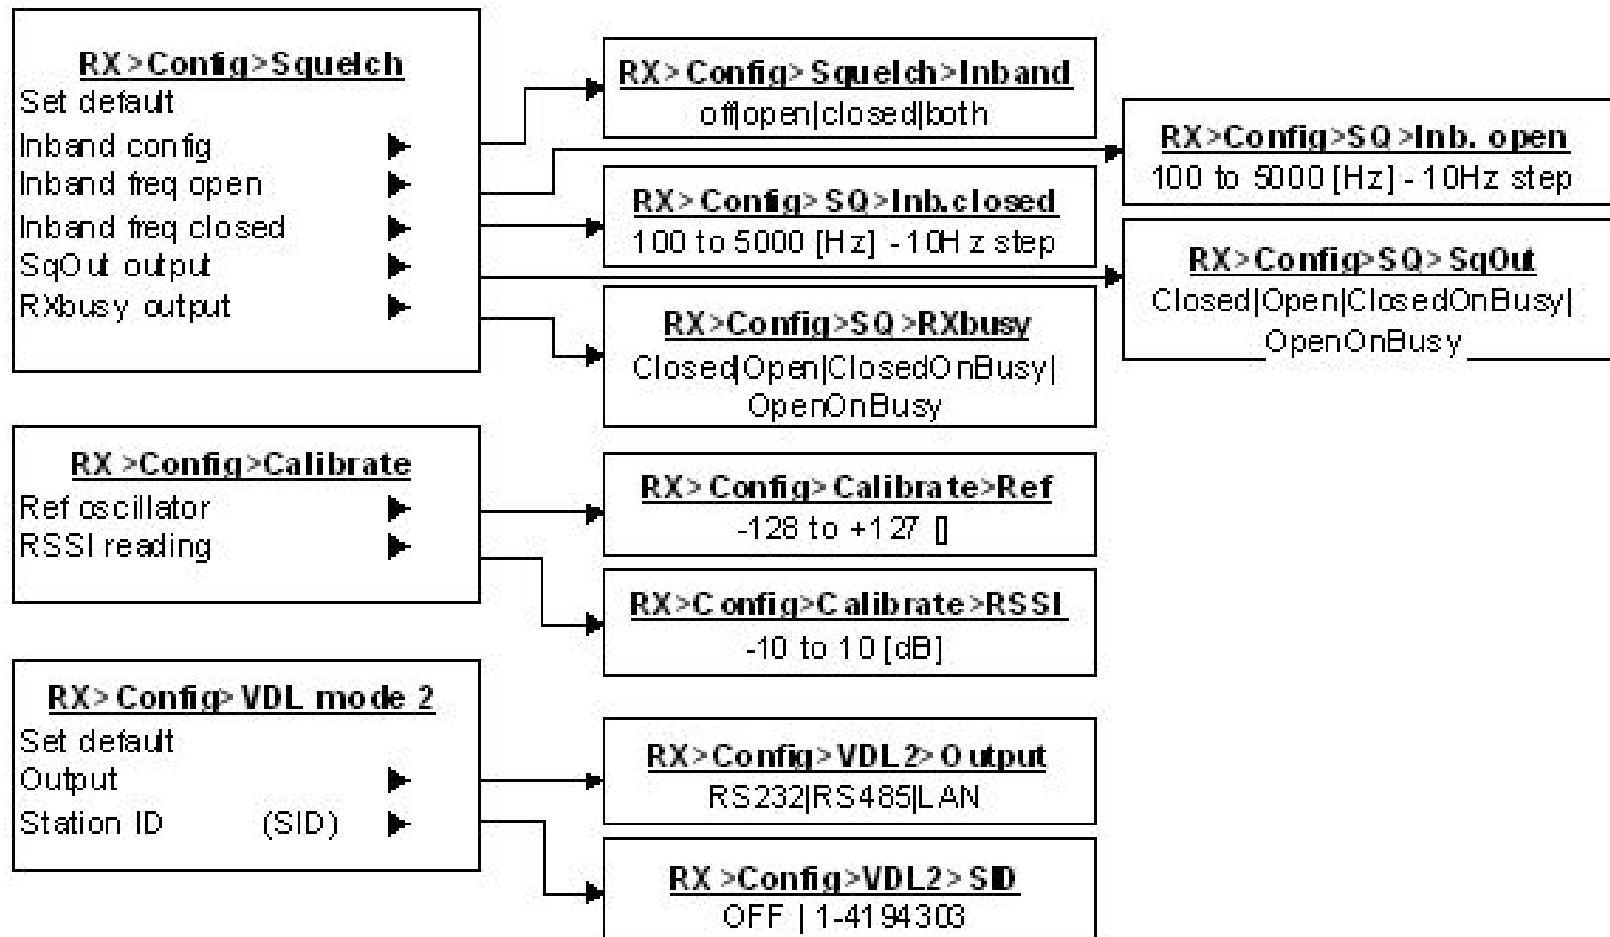 RX>Config>Squelch
Set default
Inband config
Inband freq open
Inband freq closed
SqOut output
RXbusy output
RX>Config>Squelch>Inband
off|open|closed|both
RX>Config>SQ>Inb. open
100 to 5000 [Hz] - 10Hz step
RX>Config>SQ>Inb.closed
100 to 5000 [Hz] - 10Hz step
RX>Config>SQ>SqOut
Closed|Open|ClosedOnBusy|
OpenOnBusy
RX>Config>SQ>RXbusy
Closed|Open|ClosedOnBusy|
OpenOnBusy
RX>Config>Calibrate
Ref oscillator
RSSI reading
RX>Config>Calibrate>Ref
-128 to +127 []
RX>Config>Calibrate>RSSI
-10 to 10 [dB]
RX>Config>VDL mode 2
Set default
Output
Station ID (SID)
RX>Config>VDL2>Output
RS232|RS485|LAN
RX>Config>VDL2>SID
OFF | 1-4194303